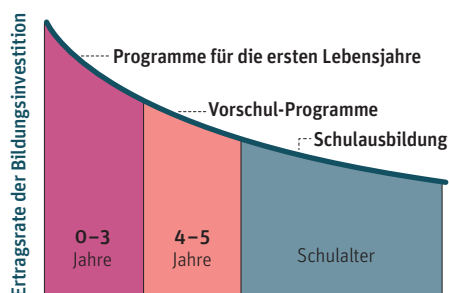 Ertragsrate der Bildungsinvestition
Programme für die ersten Lebensjahre
Vorschul-Programme
Schulausbildung
0–3
Jahre
4–5
Jahre
Schulalter